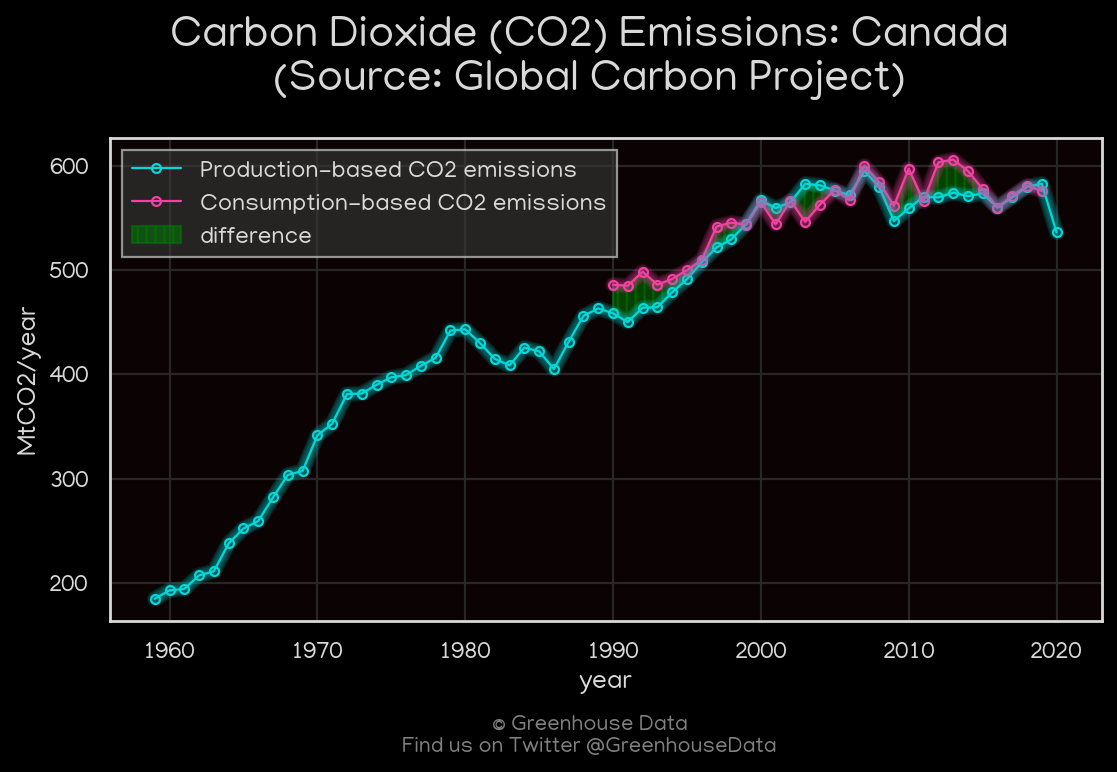 Carbon Dioxide (CO2) Emissions: Canada
(Source: Global Carbon Project)
Production-based CO2 emissions
Consumption-based CO2 emissions
difference
600
500
400
300
200
MtCO2/year
1960 1970 1980 1990 2000 2010 2020
year
© Greenhouse Data
Find us on Twitter @GreenhouseData